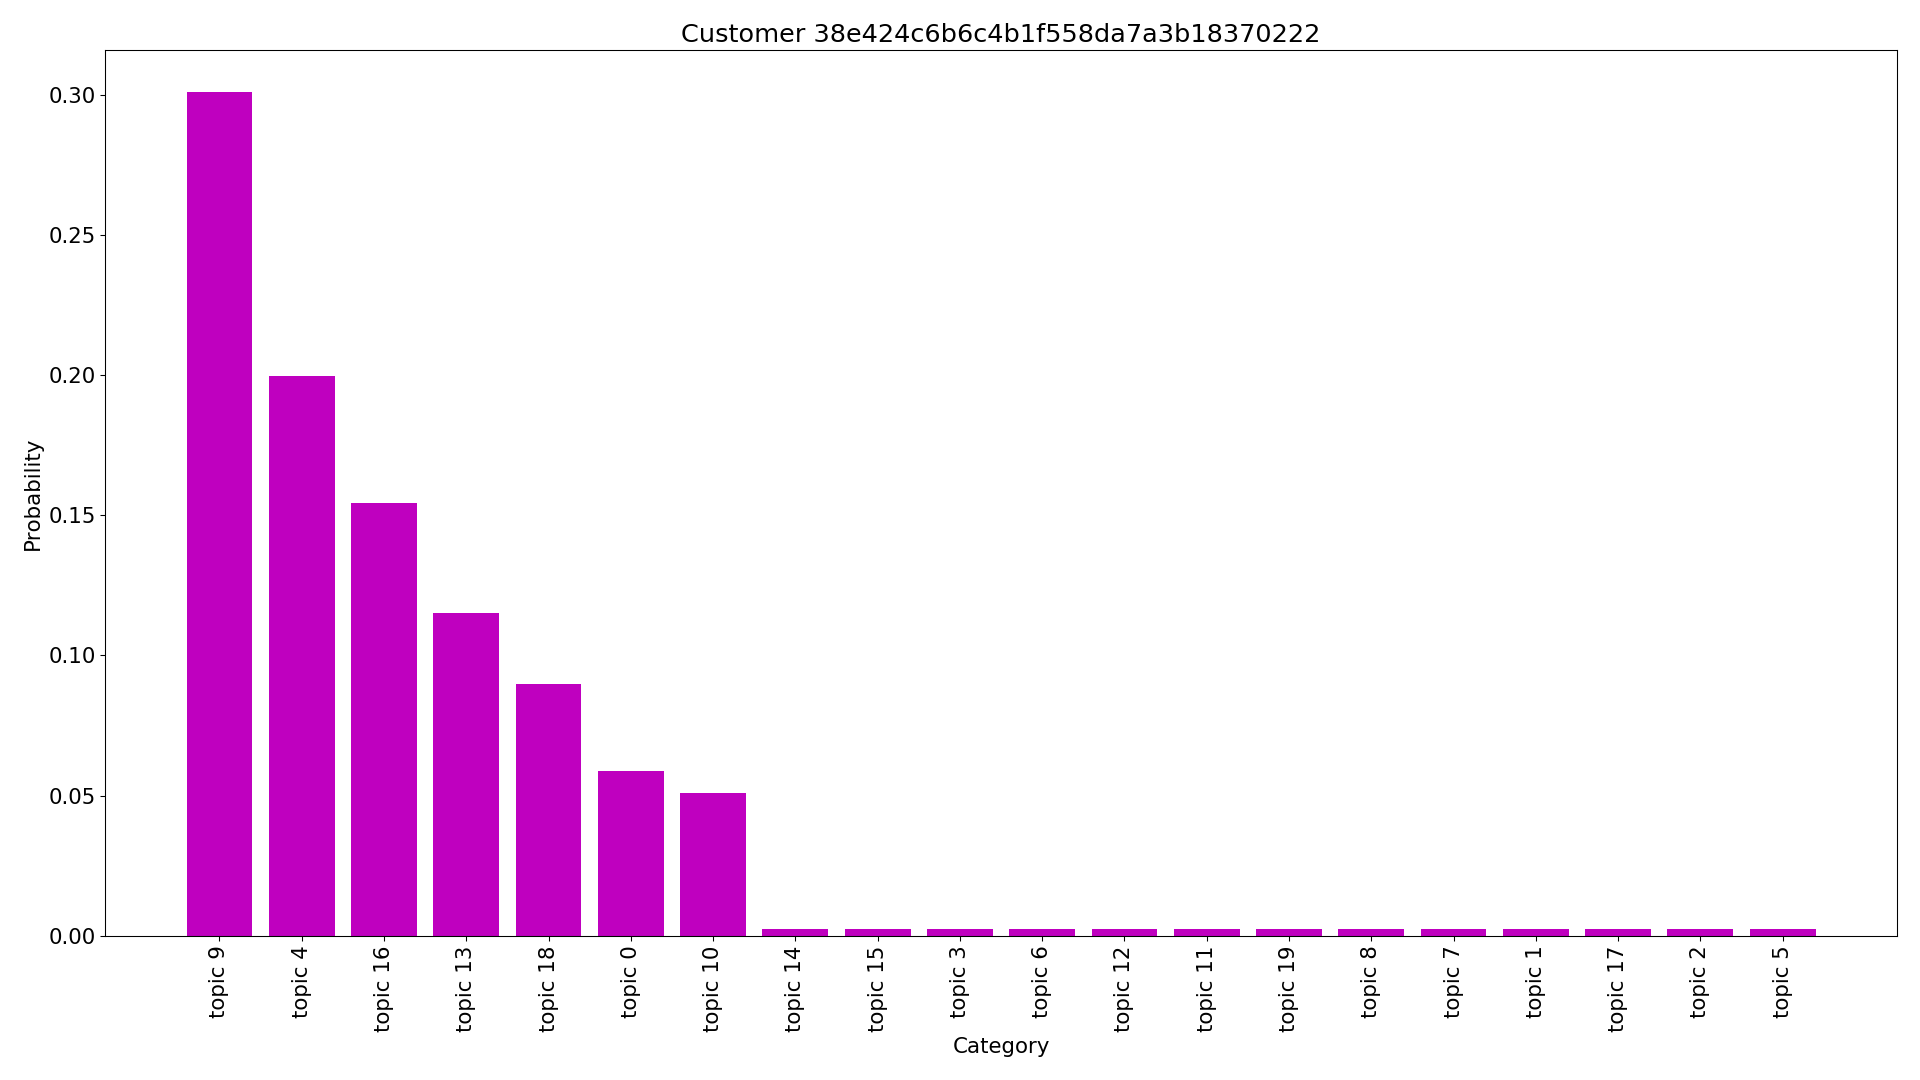 Customer 38e424c6b6c4b1f558da7a3b18370222
Probability
0.30
0.25
0.20
0.15
0.10
0.05
0.00
topic 9
topic 4
topic 16
topic 13
topic 18
topic 0
topic 10
topic 14
topic 15
topic 3
topic 6
topic 12
topic 11
topic 19
topic 8
topic 7
topic 1
topic 17
topic 2
topic 5
Category